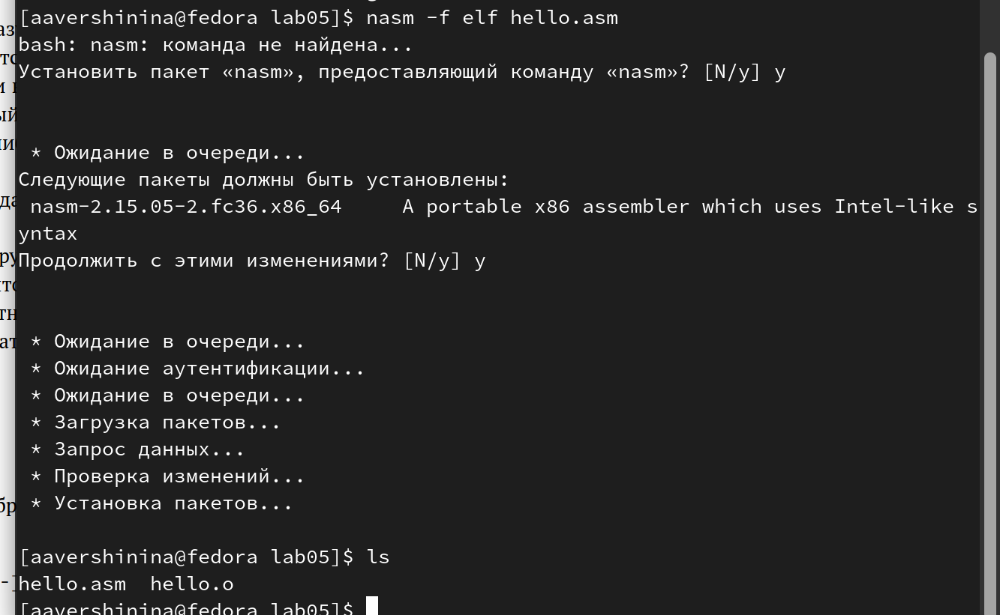 [aavershinina@fedora lab05]$ nasm -f elf hello.asm
bash: nasm: команда не найдена...
Установить пакет «nasm», предоставляющий команду «nasm»? [N/y] y
* Ожидание в очереди...
Следующие пакеты должны быть установлены:
nasm-2.15.05-2.fc36.x86_64     A portable x86 assembler which uses Intel-like s
yntax
Продолжить с этими изменениями? [N/y] y
* Ожидание в очереди...
* Ожидание аутентификации...
* Ожидание в очереди...
* Загрузка пакетов...
* Запрос данных...
* Проверка изменений...
* Установка пакетов...
[aavershinina@fedora lab05]$ ls
hello.asm  hello.o
[aavershinina@fedora lab05]$